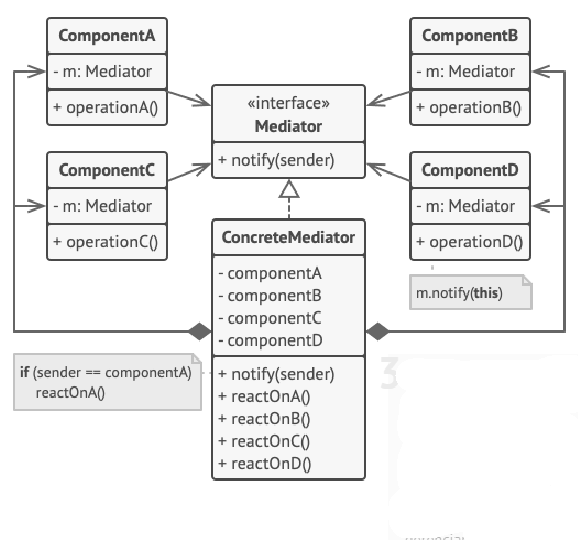 ComponentA
- m: Mediator
+ operationA()
ComponentB
- m: Mediator
+ operationB()
«interface»
Mediator
+ notify(sender)
ComponentC
- m: Mediator
+ operationC()
ComponentD
- m: Mediator
+ operationD()
m.notify(this)
ConcreteMediator
- componentA
- componentB
- componentC
- componentD
+ notify(sender)
+ reactOnA()
+ reactOnB()
+ reactOnC()
+ reactOnD()
if (sender == componentA)
reactOnA()
3